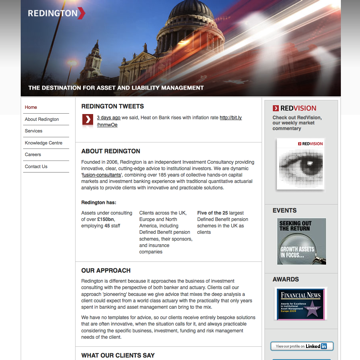 REDINGTON
THE DESTINATION FOR ASSET AND LIABILITY MANAGEMENT
Home
About Redington
Services
Knowledge Centre
Careers
Contact Us
REDINGTON TWEETS
3 days ago we said, Heat on Bank rises with inflation rate http://bit.ly
ABOUT REDINGTON
Founded in 2006, Redington is an independent Investment Consultancy providing
innovative, clear, cutting-edge advice to institutional investors. We are dynamic
'fusion-consultants', combining over 185 years of collective hands-on capital
markets and investment banking experience with traditional quantitative actuarial
analysis to provide clients with innovative and practicable solutions.
Redington has:
Assets under consulting
of over £150bn,
employing 45 staff
Clients across the UK,
Europe and North
America, including
Defined Benefit pension
schemes, their sponsors,
and insurance
companies
Five of the 25 largest
Defined Benefit pension
schemes in the UK as
clients
OUR APPROACH
Redington is different because it approaches the business of investment
consulting with the perspective of both banker and actuary. Clients call our
approach 'pioneering' because we give advice that mixes the deep analysis a
client could expect from a world class actuary with the practicality that only years
spent in banking and asset management can bring to the mix.
We have no templates for advice, so our clients receive entirely bespoke solutions
that are often innovative, when the situation calls for it, and always practicable
considering the specific business, investment, funding and risk management
needs of the client.
WHAT OUR CLIENTS SAY
REDVISION
Check out RedVision,
our weekly market
commentary
REDVISION
EVENTS
SEEKING OUT
THE RETURN
GROWTH ASSETS
IN FOCUS...
AWARDS
FINANCIAL NEWS
View our profile on LinkedIn